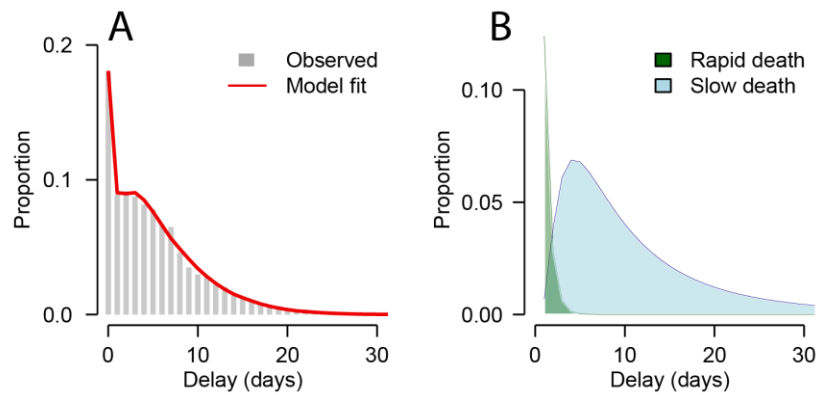 A
0.2
0.1
0.0
Proportion
Observed
Model fit
0 10 20 30
Delay (days)
B
0.10
0.05
0.00
Proportion
Rapid death
Slow death
0 10 20 30
Delay (days)